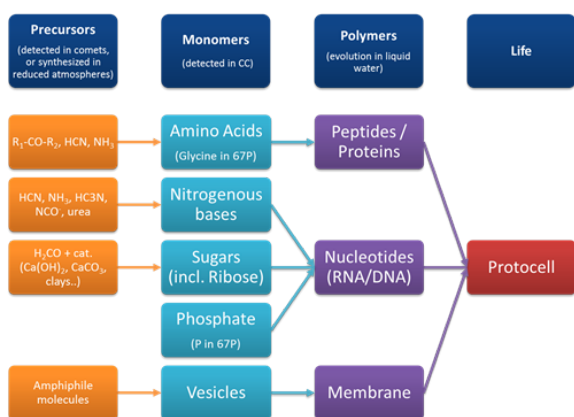 Precursors
(detected in comets,
or synthesized in
reduced atmospheres)
Monomers
(detected in CC)
Polymers
(evolution in liquid
water)
Life
R₁-CO-R₂, HCN, NH₃
Amino Acids
(Glycine in 67P)
Peptides /
Proteins
HCN, NH₃, HC3N,
NCO⁻, urea
Nitrogenous
bases
H₂CO + cat.
(Ca(OH)₂, CaCO₃,
clays..)
Sugars
(incl. Ribose)
Nucleotides
(RNA/DNA)
Protocell
Phosphate
(P in 67P)
Amphiphile
molecules
Vesicles
Membrane